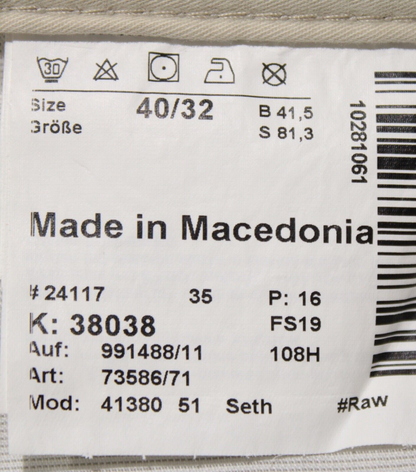 30
Size 40/32 B 41,5
Größe S 81,3
10281061
Made in Macedonia
# 24117 35 P: 16
K: 38038 FS19
Auf: 991488/11 108H
Art: 73586/71
Mod: 41380 51 Seth #Raw